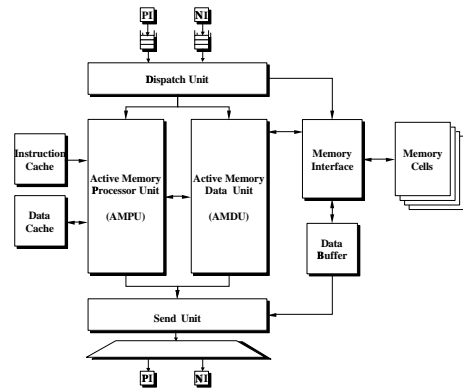 PI
NI
Dispatch Unit
Instruction
Cache
Active Memory
Processor Unit
(AMPU)
Active Memory
Data Unit
(AMDU)
Memory
Interface
Memory
Cells
Data
Cache
Data
Buffer
Send Unit
PI
NI